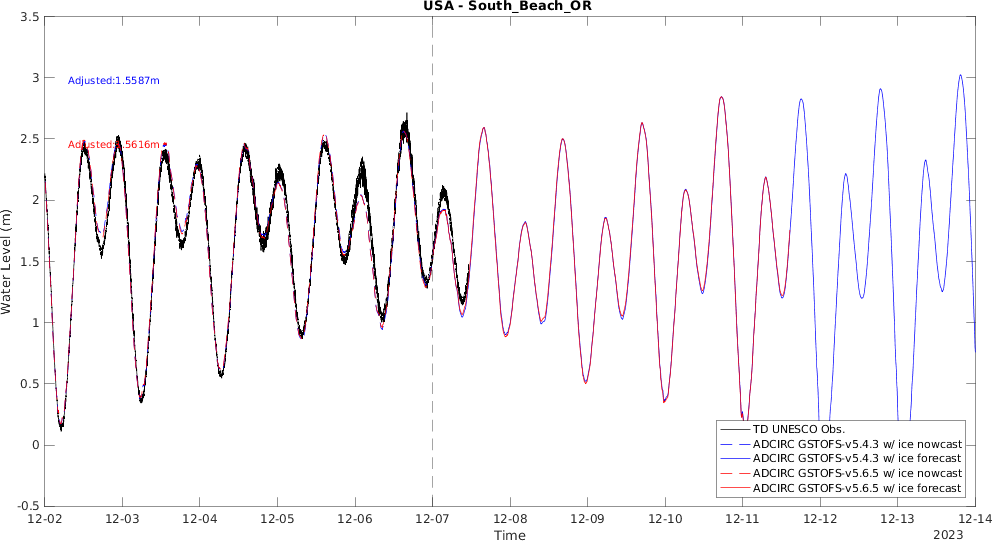 USA - South_Beach_OR
3.5
3
2.5
2
1.5
1
0.5
0
-0.5
Water Level (m)
Adjusted:1.5587m
Adjusted:1.5616m
TD UNESCO Obs.
ADCIRC GSTOFS-v5.4.3 w/ ice nowcast
ADCIRC GSTOFS-v5.4.3 w/ ice forecast
ADCIRC GSTOFS-v5.6.5 w/ ice nowcast
ADCIRC GSTOFS-v5.6.5 w/ ice forecast
12-02 12-03 12-04 12-05 12-06 12-07 12-08 12-09 12-10 12-11 12-12 12-13 12-14
Time
2023